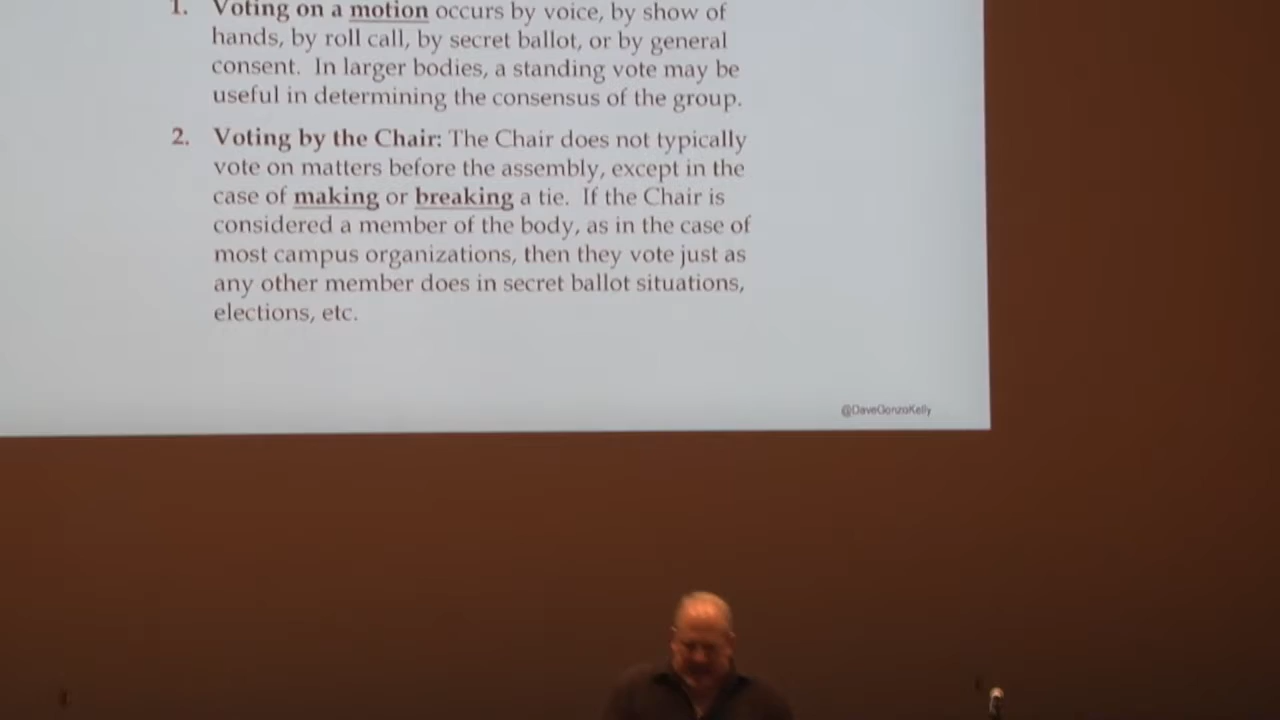 1. Voting on a motion occurs by voice, by show of
hands, by roll call, by secret ballot, or by general
consent. In larger bodies, a standing vote may be
useful in determining the consensus of the group.
2. Voting by the Chair: The Chair does not typically
vote on matters before the assembly, except in the
case of making or breaking a tie. If the Chair is
considered a member of the body, as in the case of
most campus organizations, then they vote just as
any other member does in secret ballot situations,
elections, etc.
@DaveGonzoKelly